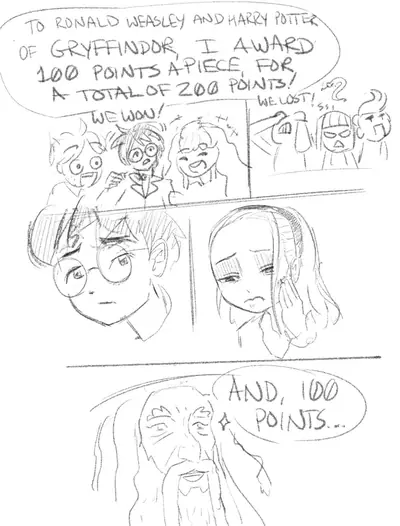 TO RONALD WEASLEY AND HARRY POTTER
OF GRYFFINDOR, I AWARD
100 POINTS APIECE, FOR
A TOTAL OF 200 POINTS!
WE WON!
WE LOST!
AND, 100
POINTS...